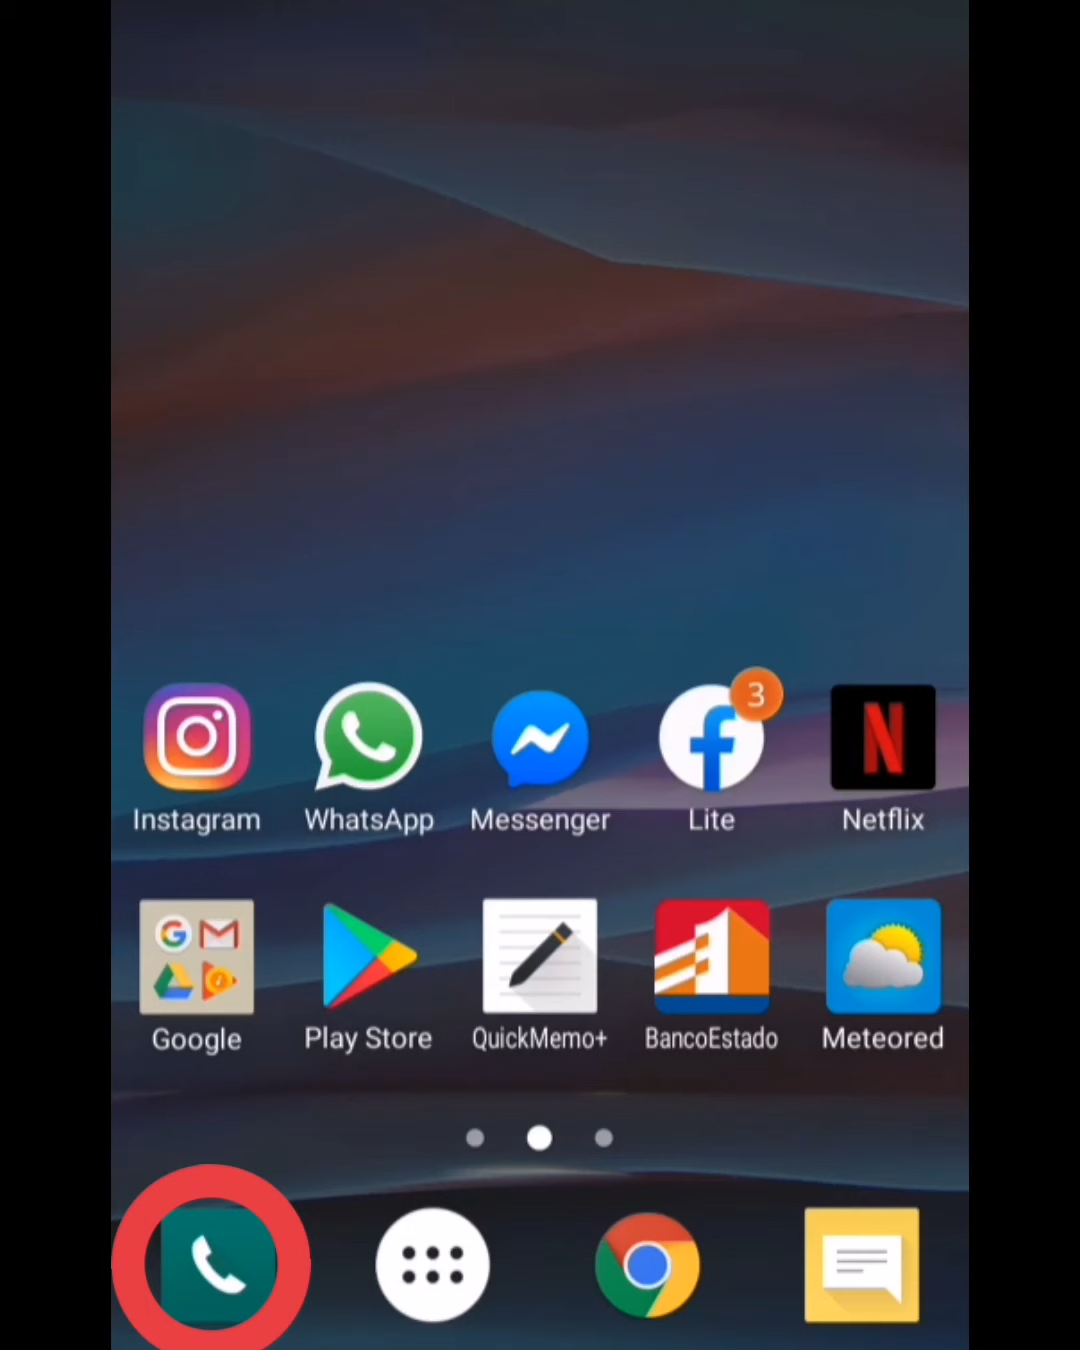 3
Instagram WhatsApp Messenger Lite Netflix
Google Play Store QuickMemo+ BancoEstado Meteored